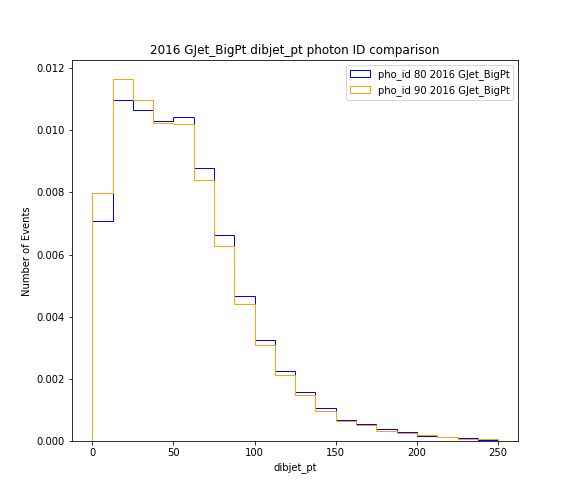 2016 GJet_BigPt dibjet_pt photon ID comparison
pho_id 80 2016 GJet_BigPt
pho_id 90 2016 GJet_BigPt
Number of Events
0.012
0.010
0.008
0.006
0.004
0.002
0.000
0 50 100 150 200 250
dibjet_pt